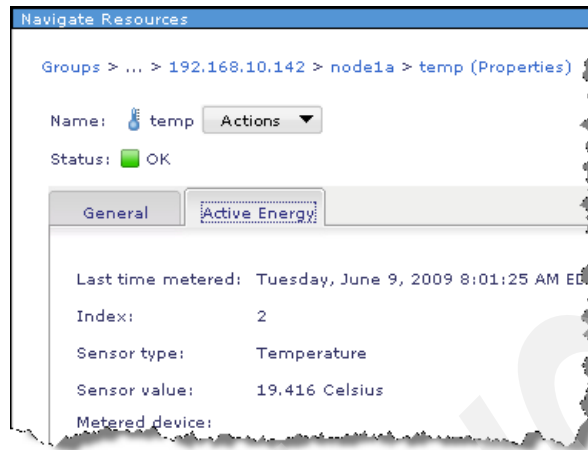 Navigate Resources
Groups > ... > 192.168.10.142 > node1a > temp (Properties)
Name: temp Actions
Status: OK
General Active Energy
Last time metered: Tuesday, June 9, 2009 8:01:25 AM
Index: 2
Sensor type: Temperature
Sensor value: 19.416 Celsius
Metered device: